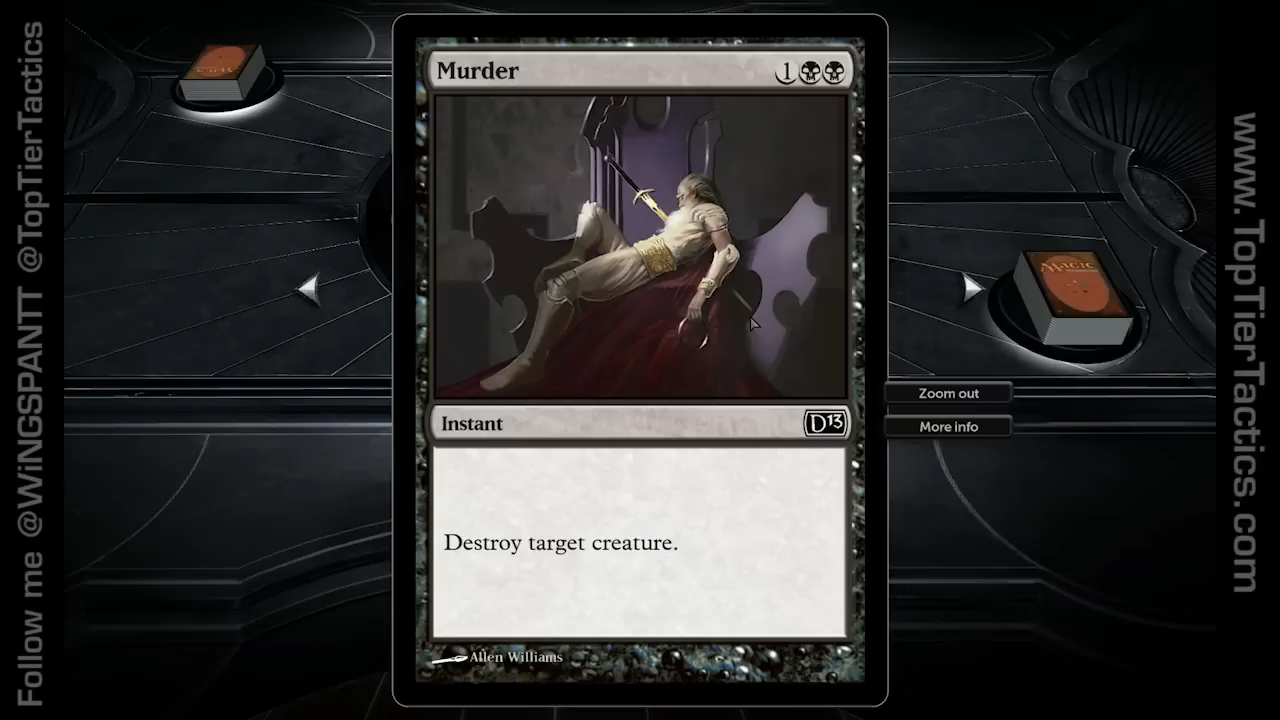 Follow me @WiNGSPANTT @TopTierTactics
Murder
1
Instant
D13
Destroy target creature.
Allen Williams
Magic
Zoom out
More info
www.TopTierTactics.com